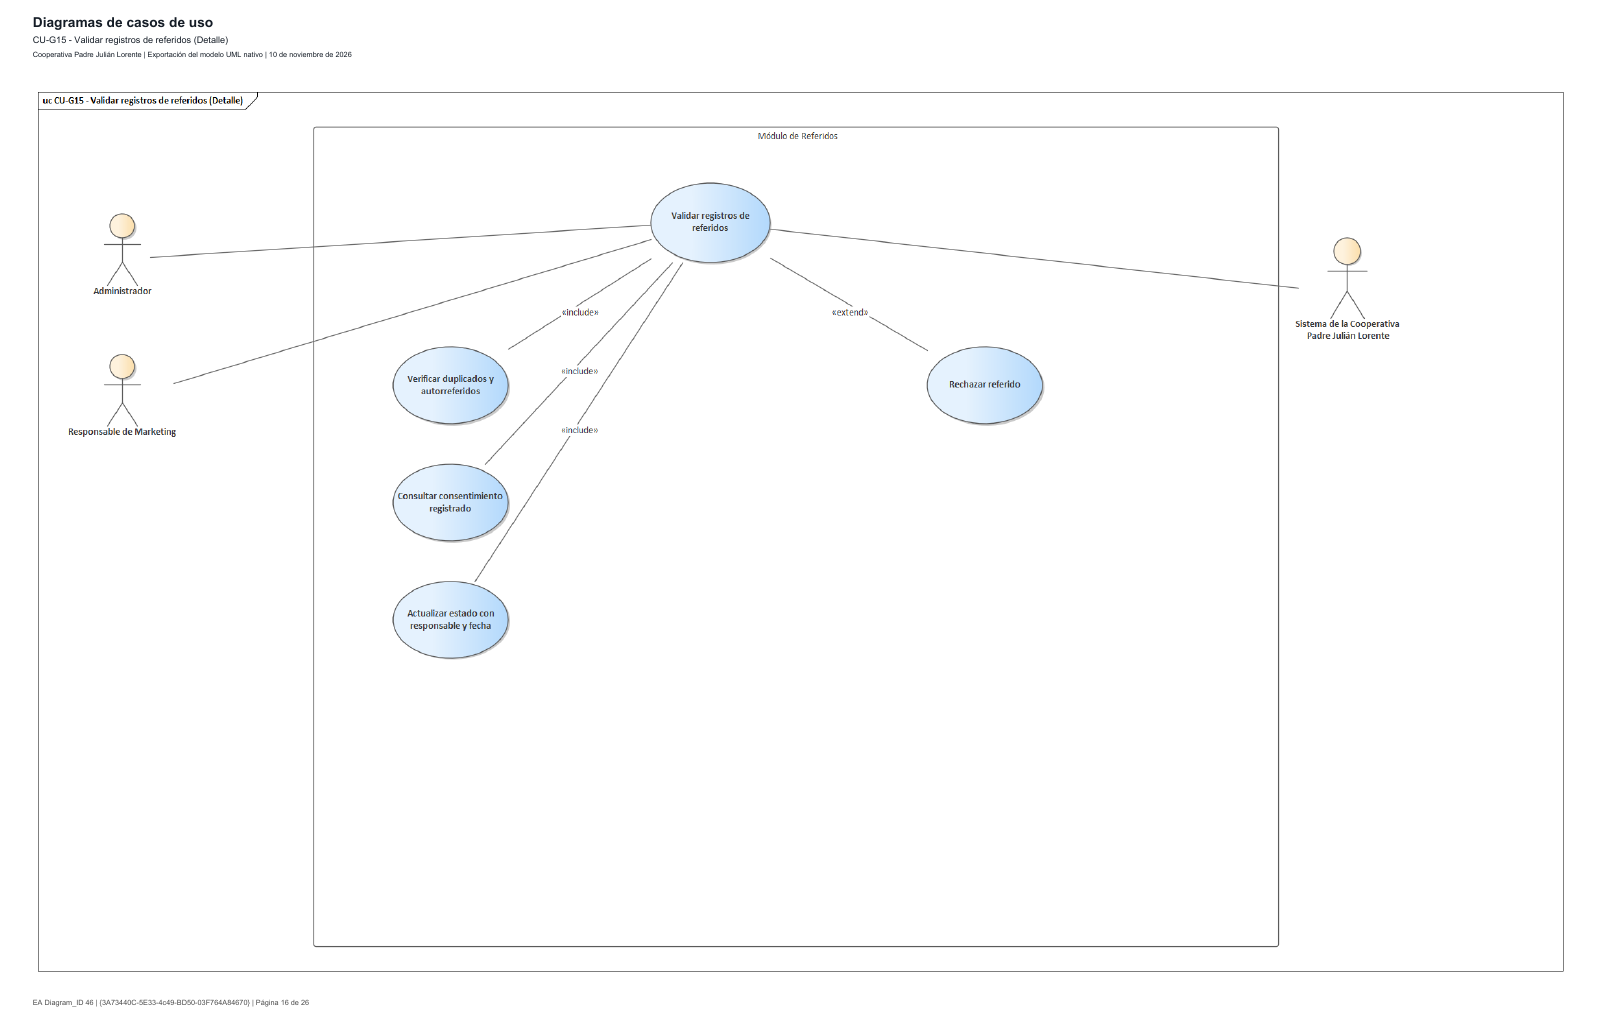 Diagramas de casos de uso
CU-G15 - Validar registros de referidos (Detalle)
Cooperativa Padre Julián Lorente | Exportación del modelo UML nativo | 10 de noviembre de 2026
uc CU-G15 - Validar registros de referidos (Detalle)
Módulo de Referidos
Validar registros de
referidos
Administrador
Sistema de la Cooperativa
Padre Julián Lorente
«include»
«extend»
Responsable de Marketing
«include»
Verificar duplicados y
autorreferidos
Rechazar referido
«include»
Consultar consentimiento
registrado
Actualizar estado con
responsable y fecha
EA Diagram_ID 46 | {3A73440C-5E33-4c49-BD50-03F764A84670} | Página 16 de 26